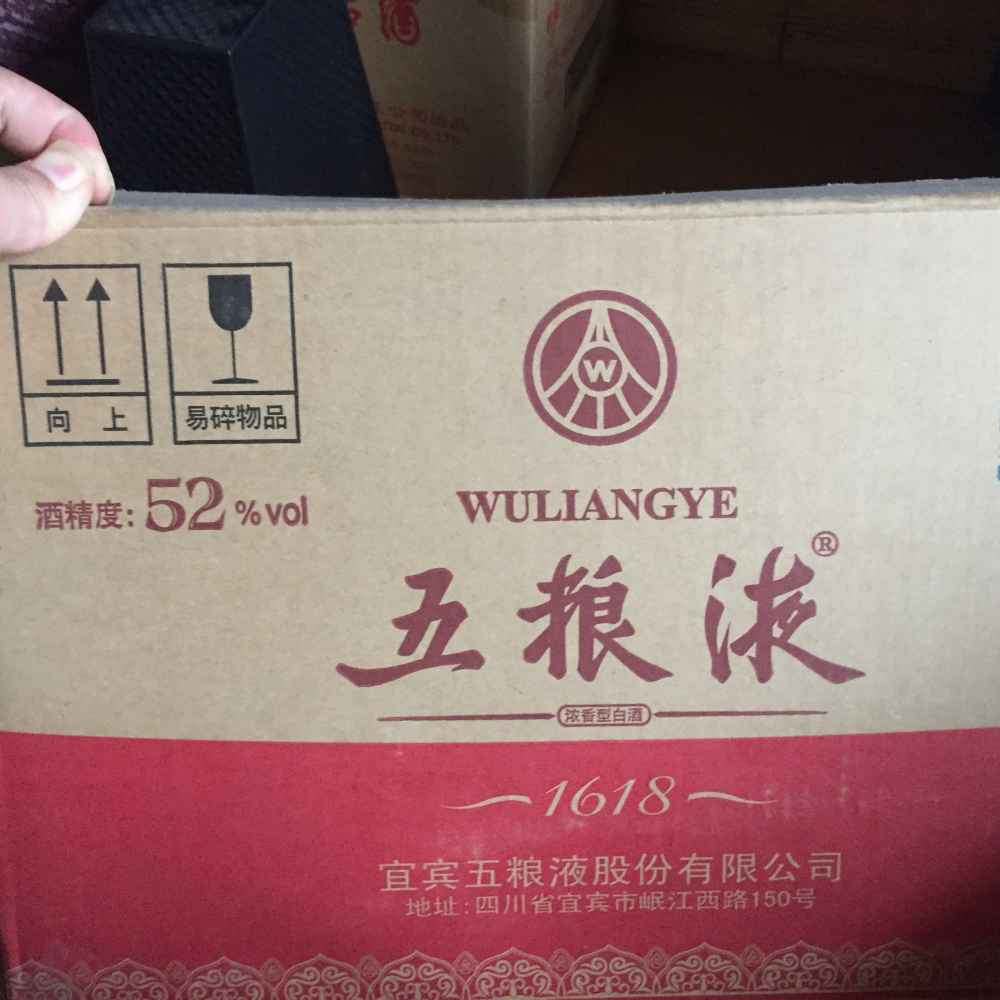 向 上
易碎物品
酒精度: 52 %vol
W
WULIANGYE
五粮液®
浓香型白酒
1618
宜宾五粮液股份有限公司
地址:四川省宜宾市岷江西路150号